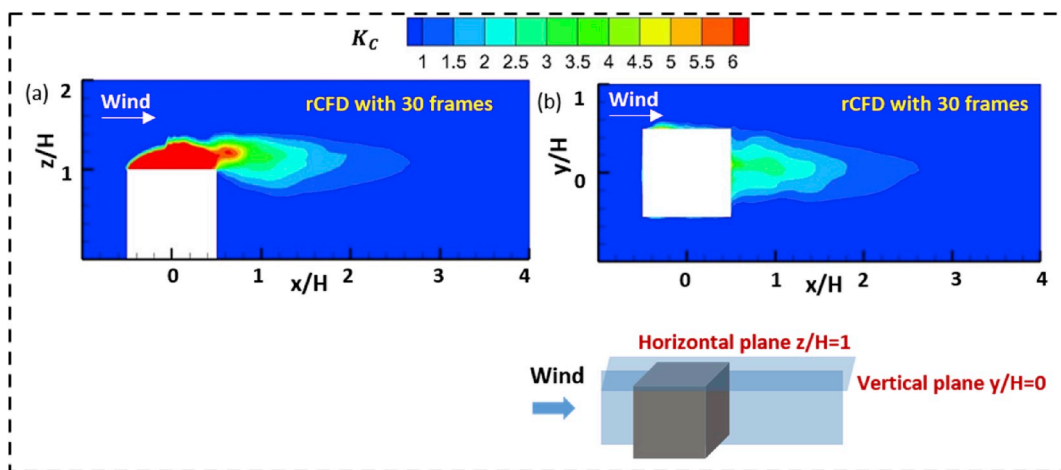 K_C
1 1.5 2 2.5 3 3.5 4 4.5 5 5.5 6
(a)
Wind
rCFD with 30 frames
2
1
z/H
0 1 2 3 4
x/H
(b)
Wind
rCFD with 30 frames
1
0
y/H
0 1 2 3 4
x/H
Horizontal plane z/H=1
Wind
Vertical plane y/H=0